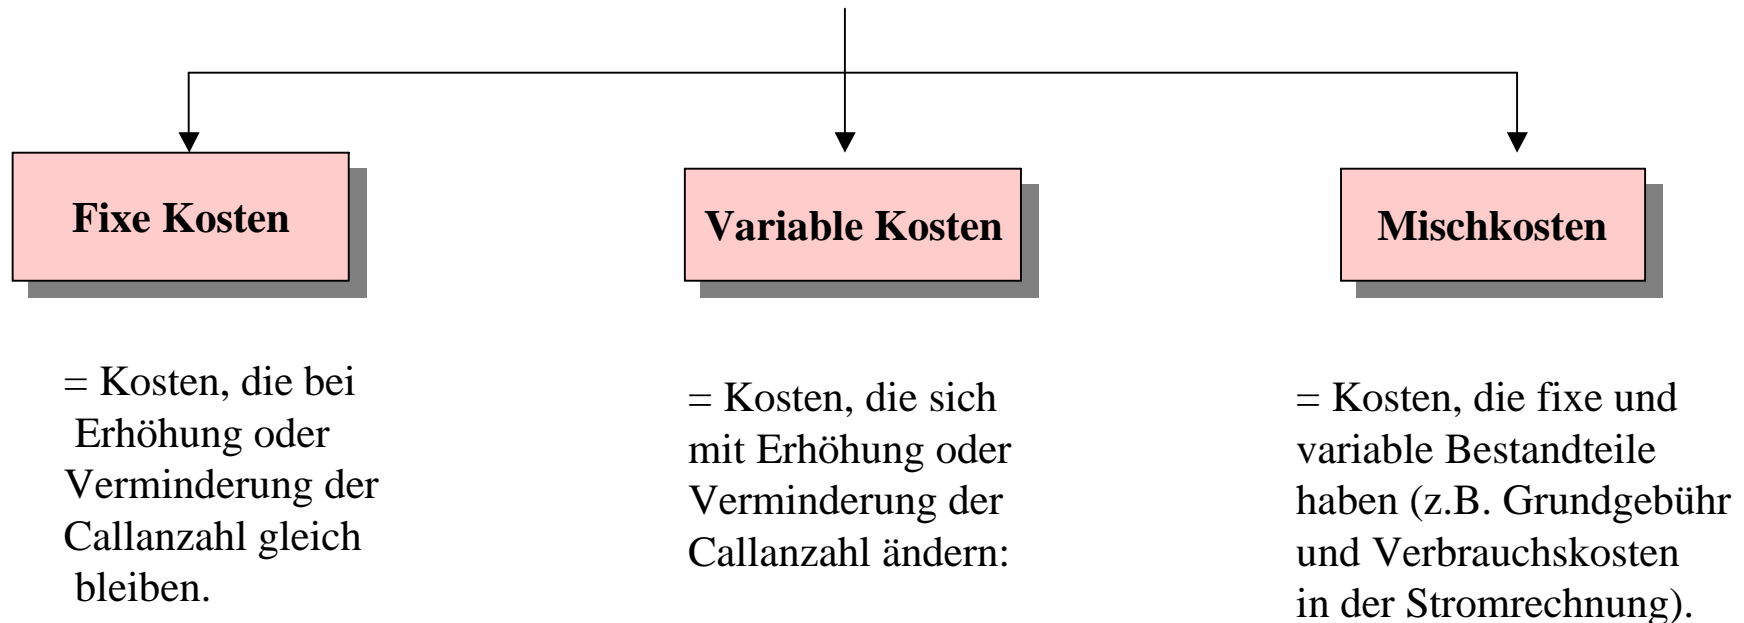 Fixe Kosten
Variable Kosten
Mischkosten
= Kosten, die bei
Erhöhung oder
Verminderung der
Callanzahl gleich
bleiben.
= Kosten, die sich
mit Erhöhung oder
Verminderung der
Callanzahl ändern:
= Kosten, die fixe und
variable Bestandteile
haben (z.B. Grundgebühr
und Verbrauchskosten
in der Stromrechnung).